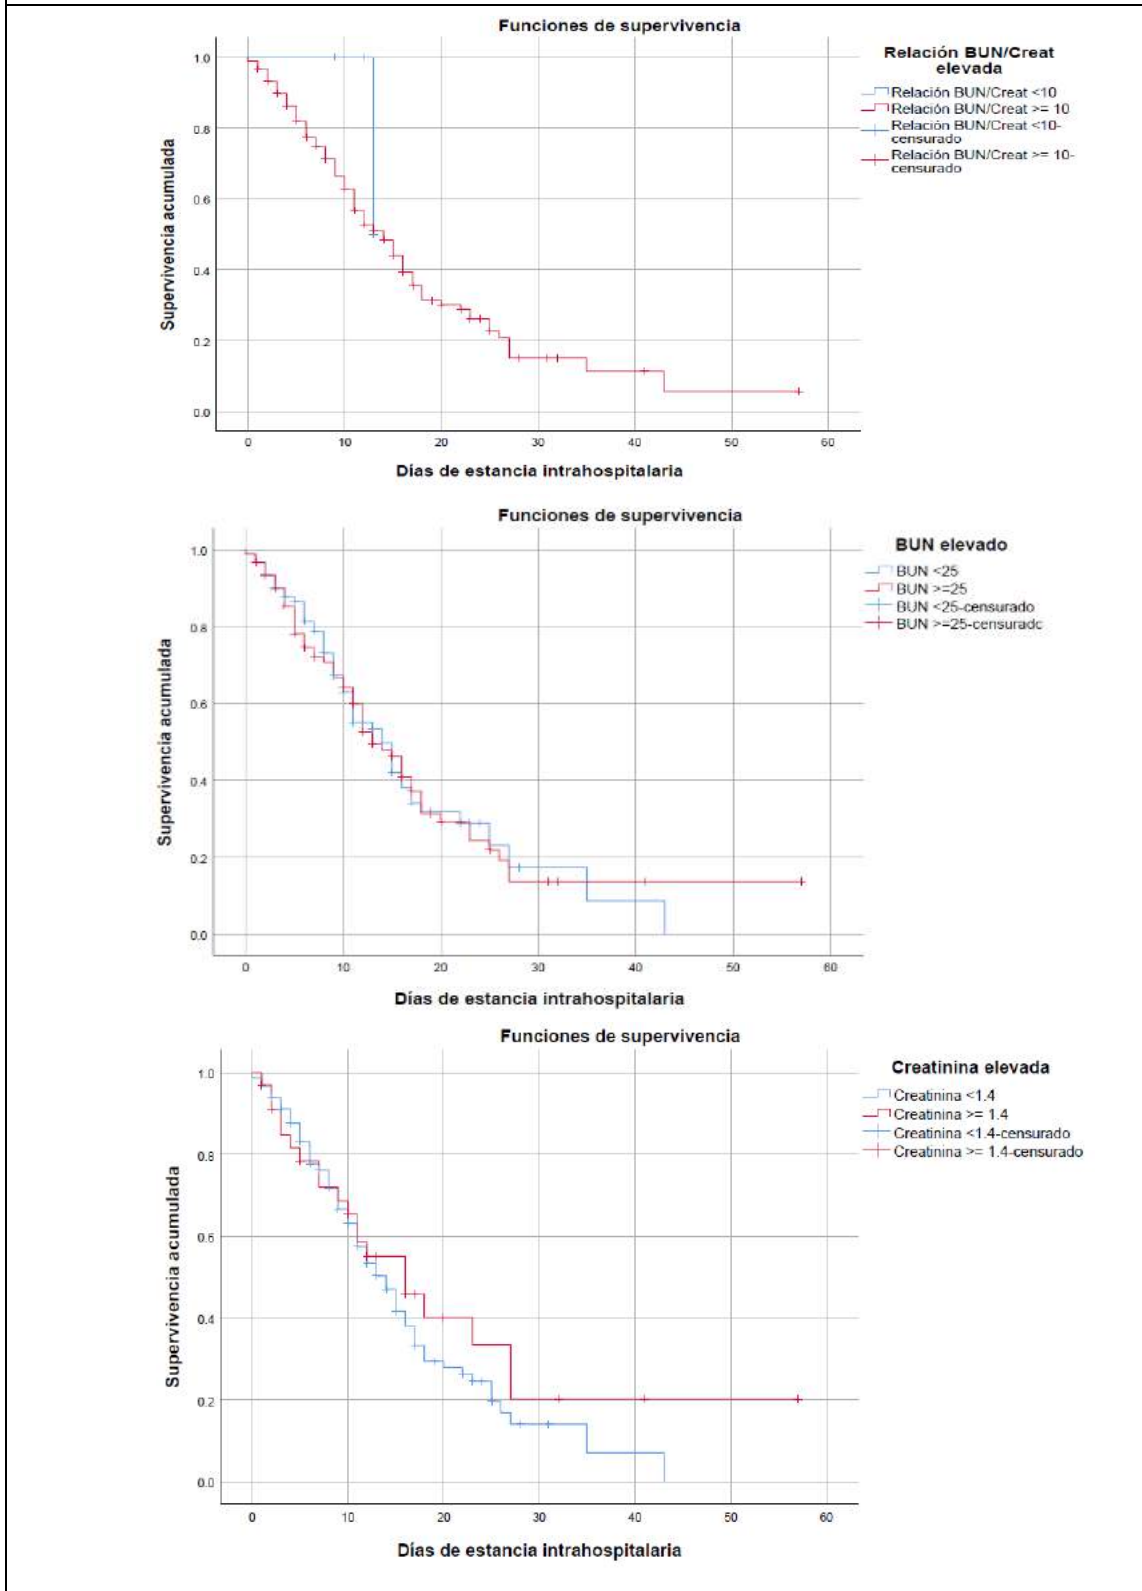 Funciones de supervivencia
Relación BUN/Creat
elevada
Relación BUN/Creat <10
Relación BUN/Creat >= 10
Relación BUN/Creat <10-
censurado
Relación BUN/Creat >= 10-
censurado
Supervivencia acumulada
1.0
0.8
0.6
0.4
0.2
0.0
0 10 20 30 40 50 60
Días de estancia intrahospitalaria
Funciones de supervivencia
BUN elevado
BUN <25
BUN >=25
BUN <25-censurado
BUN >=25-censurado
Supervivencia acumulada
1.0
0.8
0.6
0.4
0.2
0.0
0 10 20 30 40 50 60
Días de estancia intrahospitalaria
Funciones de supervivencia
Creatinina elevada
Creatinina <1.4
Creatinina >= 1.4
Creatinina <1.4-censurado
Creatinina >= 1.4-censurado
Supervivencia acumulada
1.0
0.8
0.6
0.4
0.2
0.0
0 10 20 30 40 50 60
Días de estancia intrahospitalaria